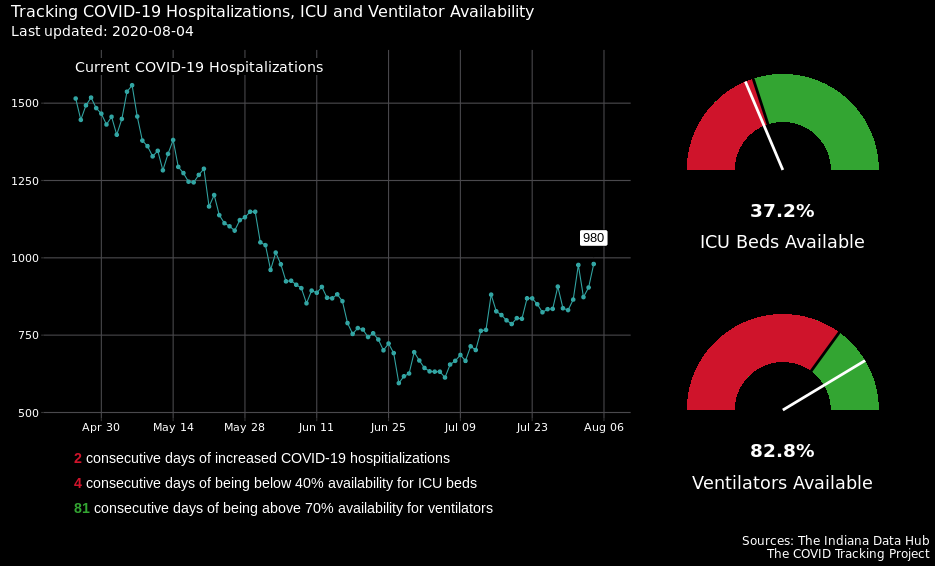 Tracking COVID-19 Hospitalizations, ICU and Ventilator Availability
Last updated: 2020-08-04
Current COVID-19 Hospitalizations
1500
1250
1000
750
500
980
Apr 30 May 14 May 28 Jun 11 Jun 25 Jul 09 Jul 23 Aug 06
37.2%
ICU Beds Available
82.8%
Ventilators Available
2 consecutive days of increased COVID-19 hospitializations
4 consecutive days of being below 40% availability for ICU beds
81 consecutive days of being above 70% availability for ventilators
Sources: The Indiana Data Hub
The COVID Tracking Project